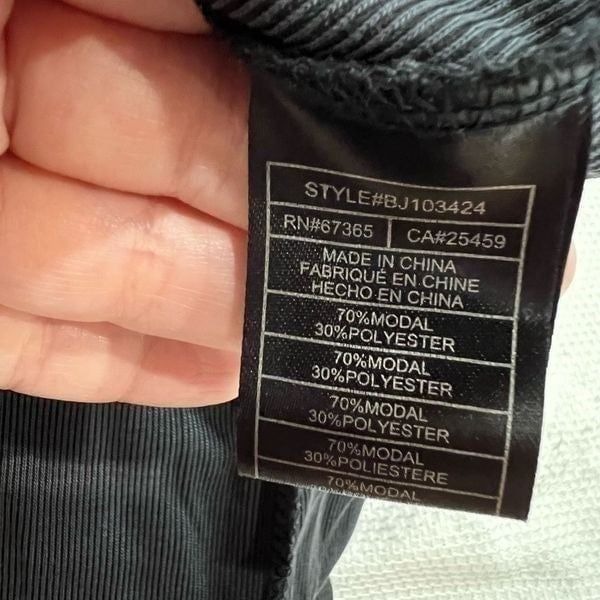 STYLE#BJ103424
RN#67365 CA#25459
MADE IN CHINA
FABRIQUÉ EN CHINE
HECHO EN CHINA
70%MODAL
30%POLYESTER
70%MODAL
30%POLYESTER
70%MODAL
30%POLYESTER
70%MODAL
30%POLIESTERE
70%MODAL